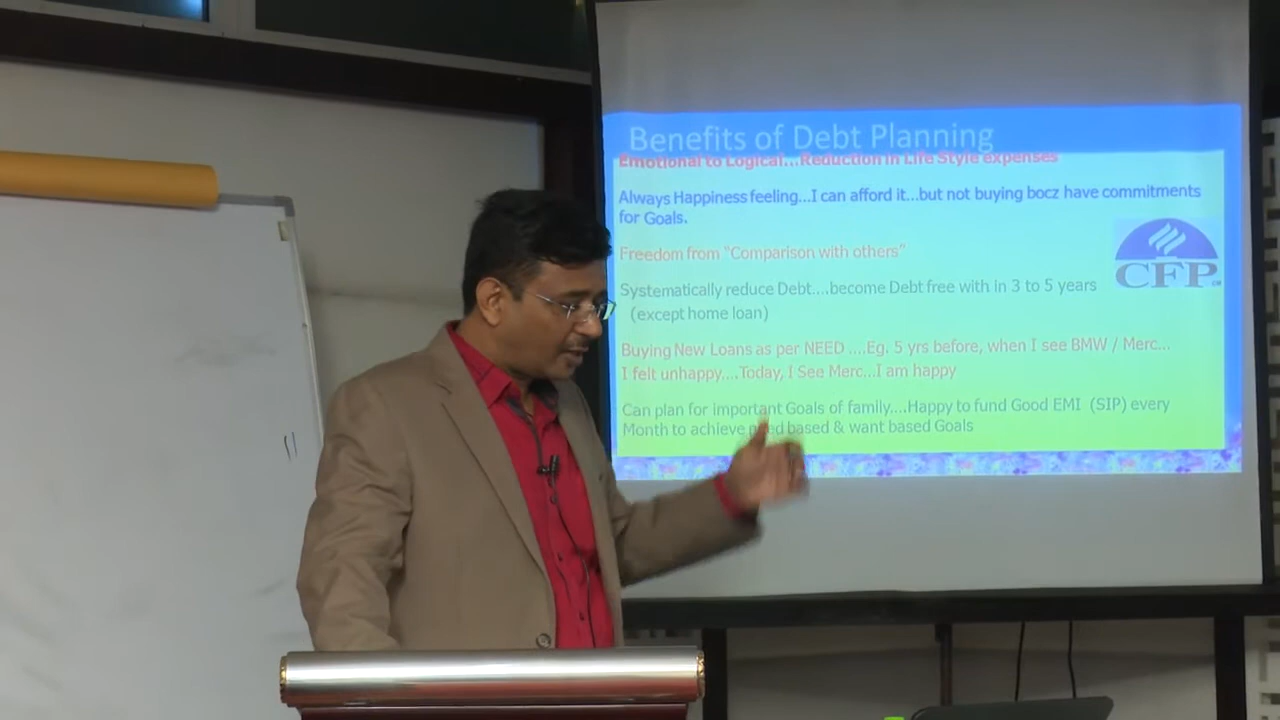 Benefits of Debt Planning
Emotional to Logical...Reduction in Life Style expenses
Always Happiness feeling...I can afford it...but not buying bocz have commitments
for Goals.
Freedom from "Comparison with others"
CFP
Systematically reduce Debt....become Debt free with in 3 to 5 years
(except home loan)
Buying New Loans as per NEED ....Eg. 5 yrs before, when I see BMW / Merc...
I felt unhappy....Today, I See Merc...I am happy
Can plan for important Goals of family....Happy to fund Good EMI (SIP) every
Month to achieve need based & want based Goals